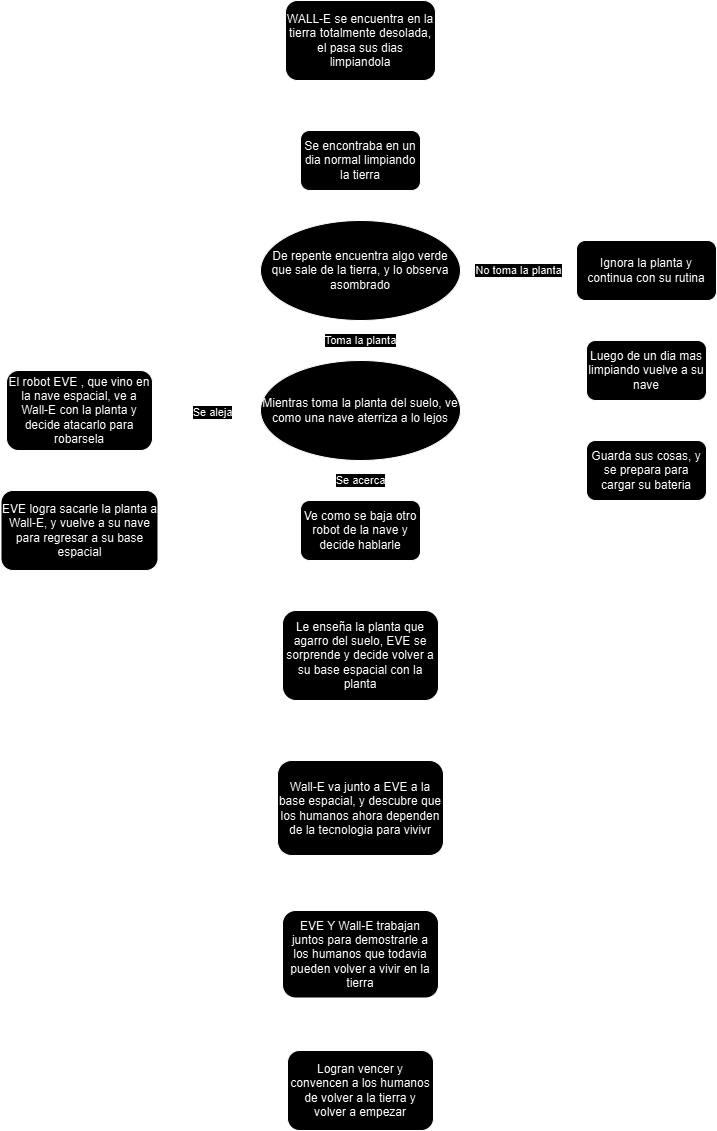 WALL-E se encuentra en la
tierra totalmente desolada,
el pasa sus dias
limpiandola
Se encontraba en un
dia normal limpiando
la tierra
De repente encuentra algo verde
que sale de la tierra, y lo observa
asombrado
No toma la planta
Ignora la planta y
continua con su rutina
Toma la planta
Luego de un dia mas
limpiando vuelve a su
nave
Mientras toma la planta del suelo, ve
como una nave aterriza a lo lejos
Se aleja
El robot EVE , que vino en
la nave espacial, ve a
Wall-E con la planta y
decide atacarlo para
robarsela
Guarda sus cosas, y
se prepara para
cargar su bateria
Se acerca
EVE logra sacarle la planta a
Wall-E, y vuelve a su nave
para regresar a su base
espacial
Ve como se baja otro
robot de la nave y
decide hablarle
Le enseña la planta que
agarro del suelo, EVE se
sorprende y decide volver a
su base espacial con la
planta
Wall-E va junto a EVE a la
base espacial, y descubre que
los humanos ahora dependen
de la tecnologia para vivivr
EVE Y Wall-E trabajan
juntos para demostrarle a
los humanos que todavia
pueden volver a vivir en la
tierra
Logran vencer y
convencen a los humanos
de volver a la tierra y
volver a empezar